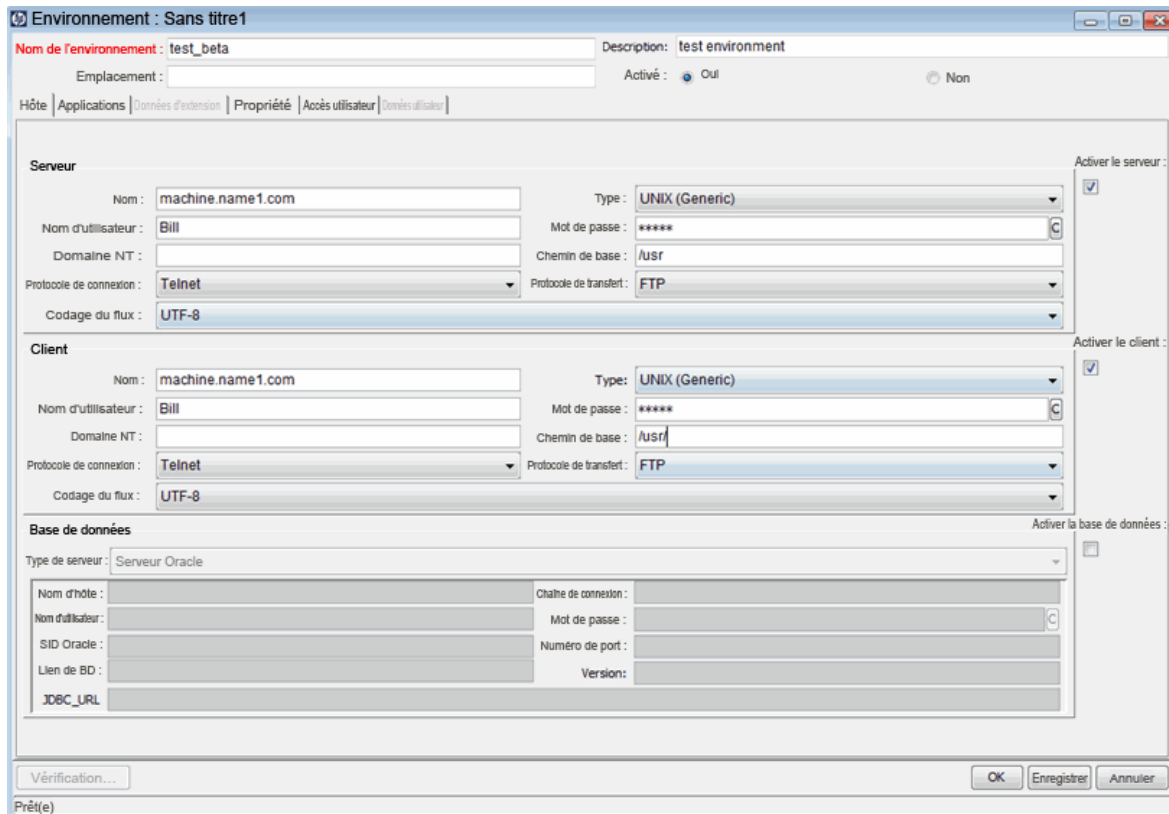 Environnement : Sans titre1
Nom de l'environnement : test_beta Description: test environment
Emplacement : Activé : Oui Non
Hôte Applications Données d'extension Propriété Accès utilisateur Données utilisateur
Serveur Activer le serveur :
Nom : machine.name1.com Type : UNIX (Generic)
Nom d'utilisateur : Bill Mot de passe : ***** C
Domaine NT : Chemin de base : /usr
Protocole de connexion : Telnet Protocole de transfert : FTP
Codage du flux : UTF-8
Client Activer le client :
Nom : machine.name1.com Type: UNIX (Generic)
Nom d'utilisateur : Bill Mot de passe : ***** C
Domaine NT : Chemin de base : /usr/
Protocole de connexion : Telnet Protocole de transfert : FTP
Codage du flux : UTF-8
Base de données Activer la base de données :
Type de serveur : Serveur Oracle
Nom d'hôte : Chaîne de connexion :
Nom d'utilisateur : Mot de passe : C
SID Oracle : Numéro de port :
Lien de BD : Version:
JDBC_URL
Vérification... OK Enregistrer Annuler
Prêt(e)